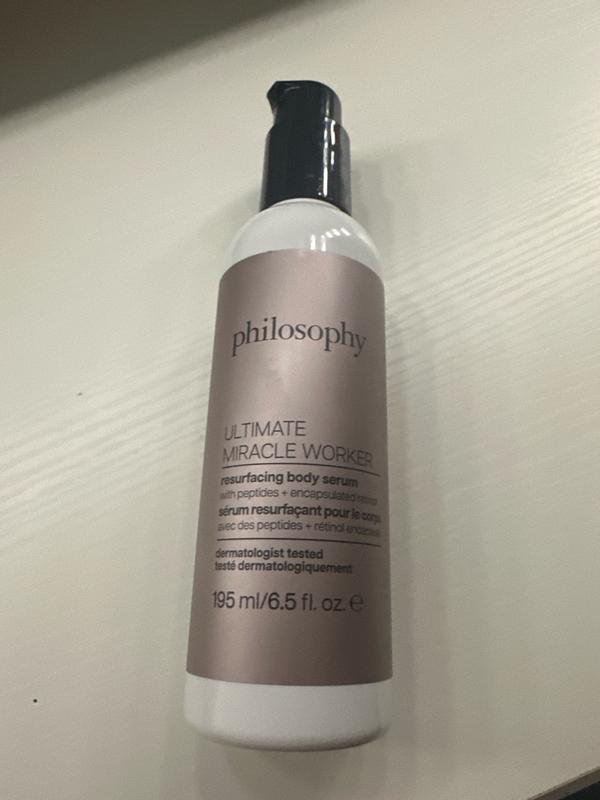 philosophy
ULTIMATE
MIRACLE WORKER
resurfacing body serum
with peptides + encapsulated retinol
sérum resurfaçant pour le corps
avec des peptides + rétinol
dermatologist tested
testé dermatologiquement
195 ml/6.5 fl. oz. ℮